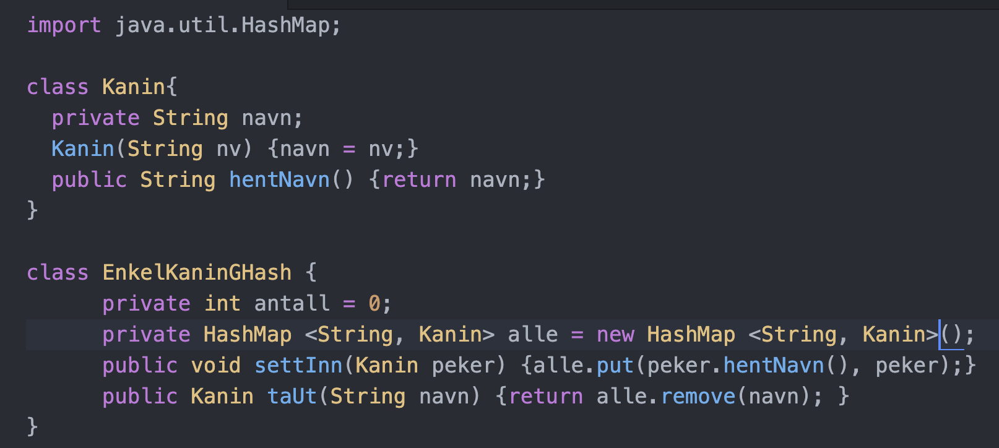 import java.util.HashMap;
class Kanin{
private String navn;
Kanin(String nv) {navn = nv;}
public String hentNavn() {return navn;}
}
class EnkelKaninGHash {
private int antall = 0;
private HashMap <String, Kanin> alle = new HashMap <String, Kanin>();
public void settInn(Kanin peker) {alle.put(peker.hentNavn(), peker);}
public Kanin taUt(String navn) {return alle.remove(navn); }
}